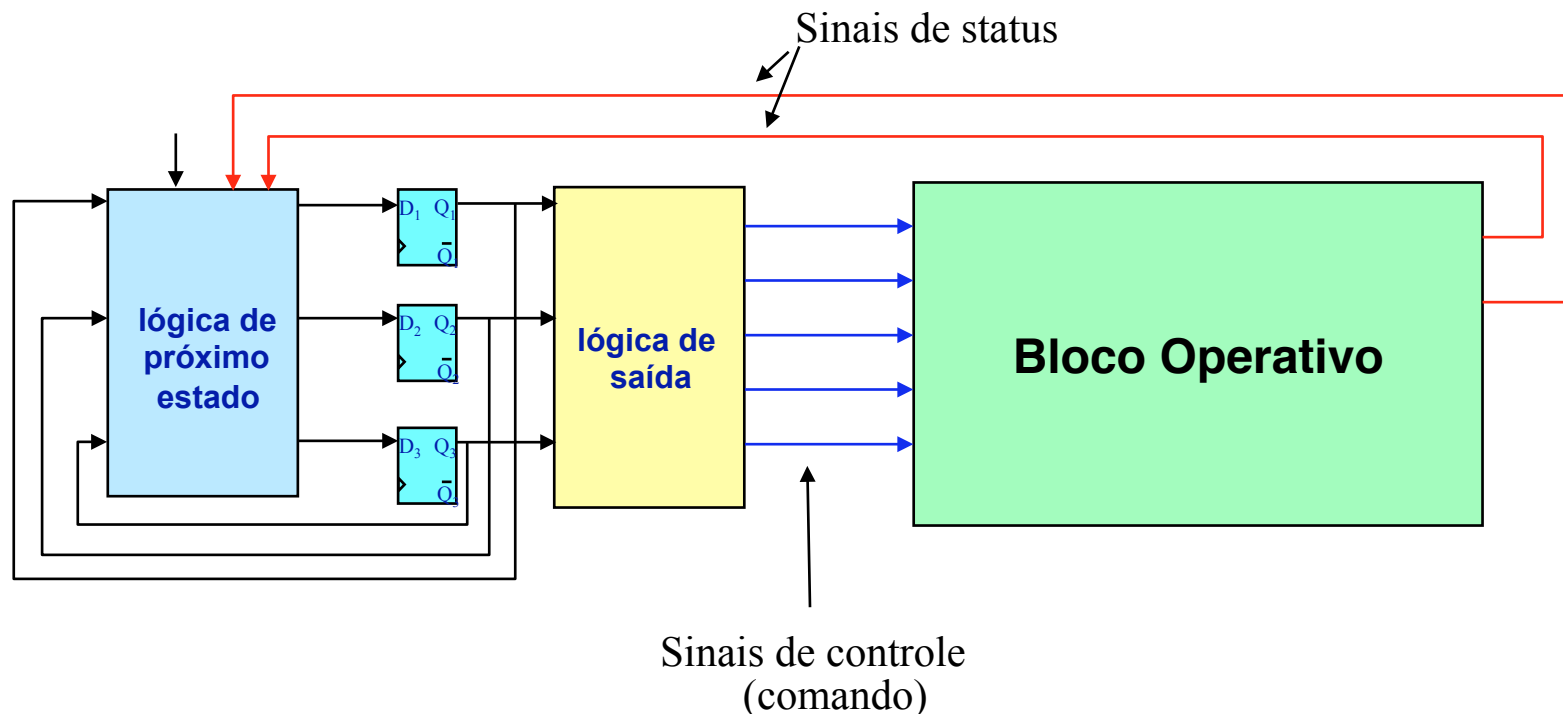 Sinais de status
lógica de
próximo
estado
D1 Q1
Q1
D2 Q2
Q2
D3 Q3
Q3
lógica de
saída
Bloco Operativo
Sinais de controle
(comando)